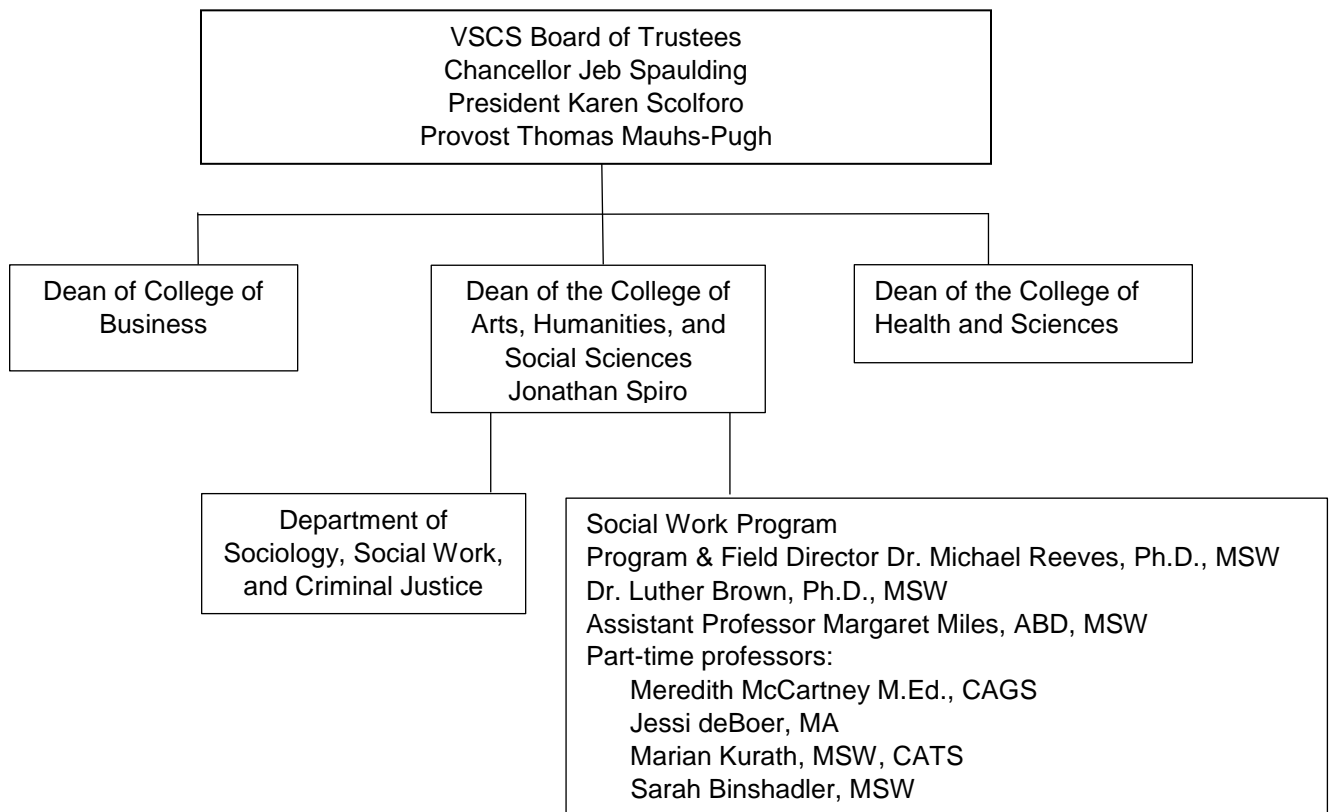 VSCS Board of Trustees
Chancellor Jeb Spaulding
President Karen Scolforo
Provost Thomas Mauhs-Pugh
Dean of College of
Business
Dean of the College of
Arts, Humanities, and
Social Sciences
Jonathan Spiro
Dean of the College of
Health and Sciences
Department of
Sociology, Social Work,
and Criminal Justice
Social Work Program
Program & Field Director Dr. Michael Reeves, Ph.D., MSW
Dr. Luther Brown, Ph.D., MSW
Assistant Professor Margaret Miles, ABD, MSW
Part-time professors:
Meredith McCartney M.Ed., CAGS
Jessi deBoer, MA
Marian Kurath, MSW, CATS
Sarah Binshadler, MSW